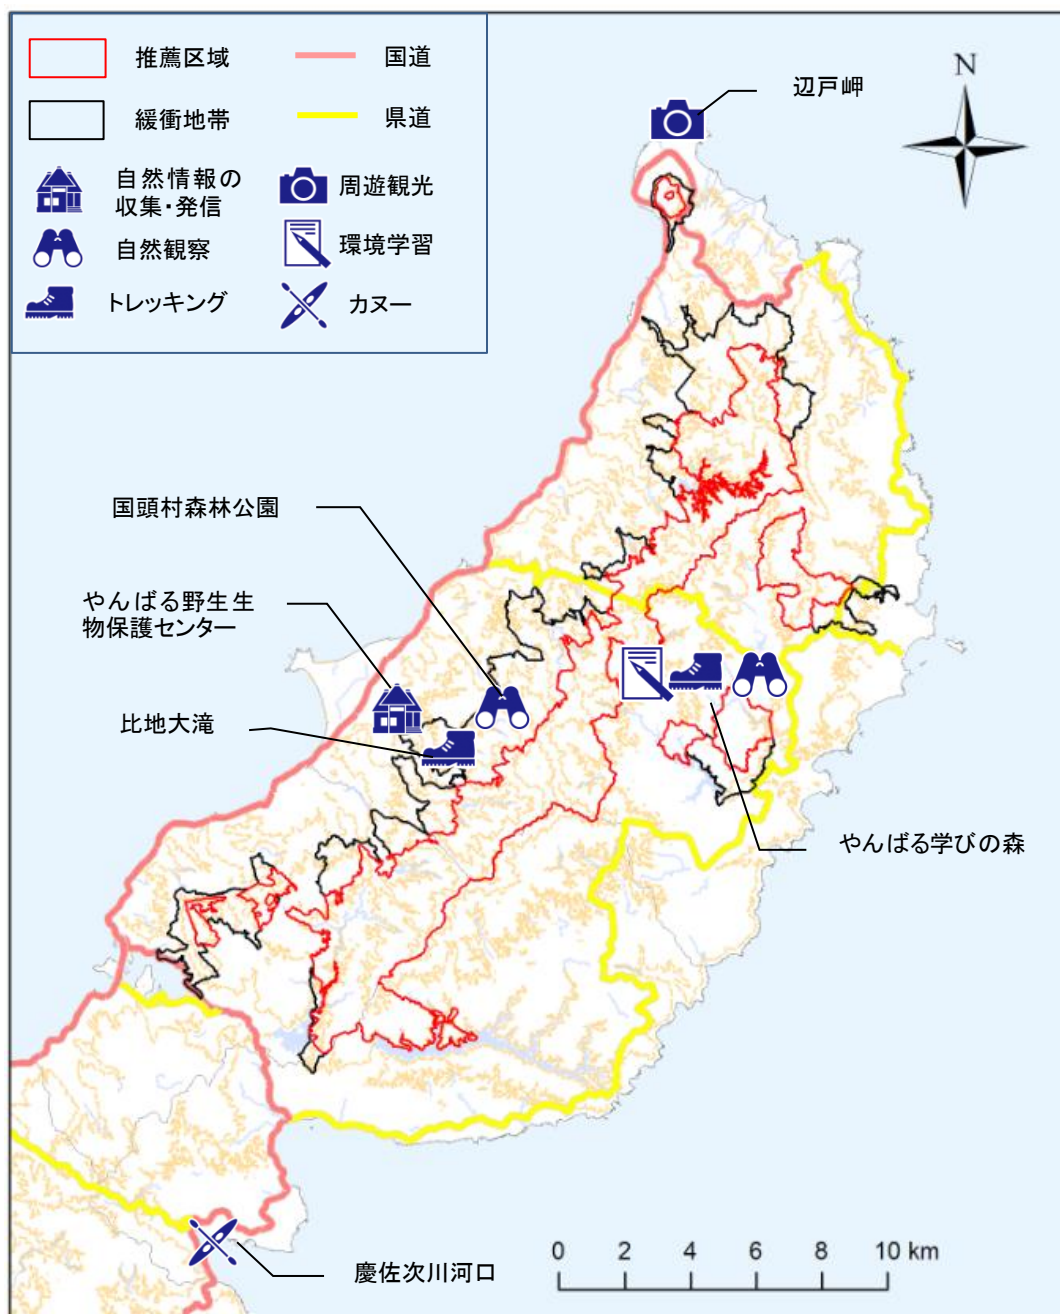 推薦区域
国道
緩衝地帯
県道
自然情報の
収集・発信
周遊観光
自然観察
環境学習
トレッキング
カヌー
N
辺戸岬
国頭村森林公園
やんばる野生生
物保護センター
比地大滝
やんばる学びの森
慶佐次川河口
0 2 4 6 8 10 km